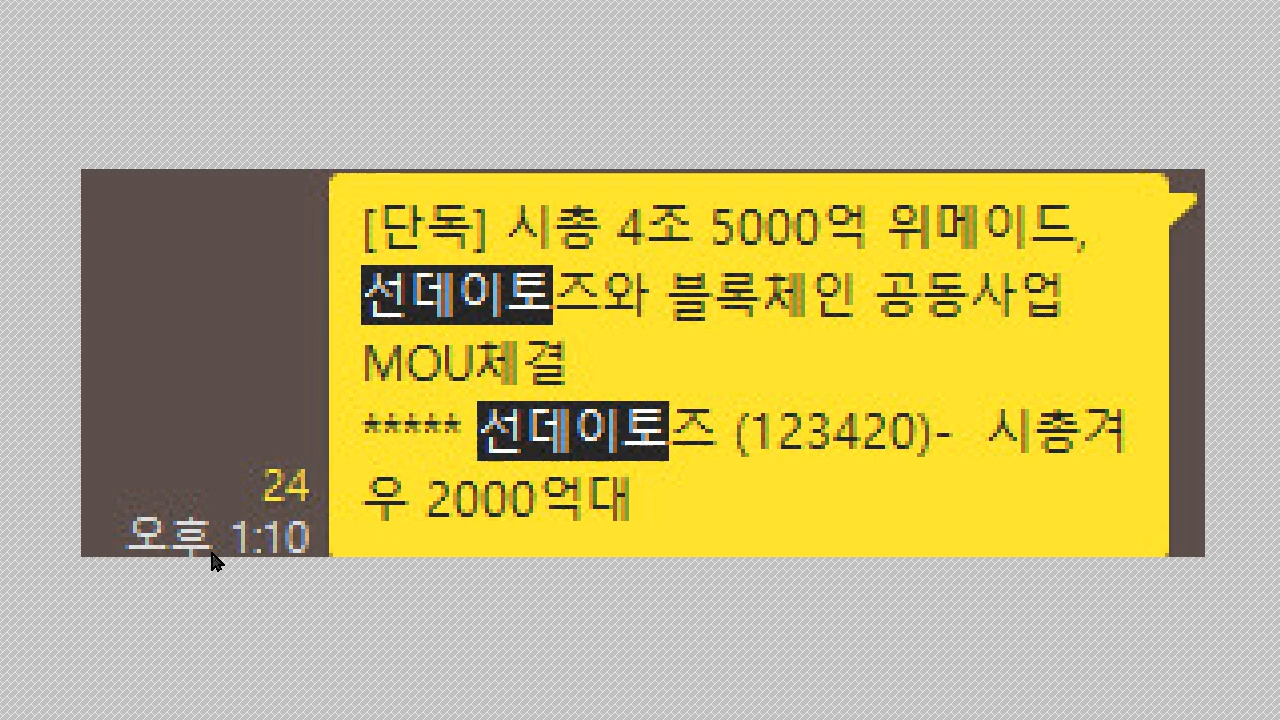 [단독] 시총 4조 5000억 위메이드,
선데이토즈와 블록체인 공동사업
MOU체결
***** 선데이토즈 (123420)-  시총겨
우 2000억대
24
오후 1:10